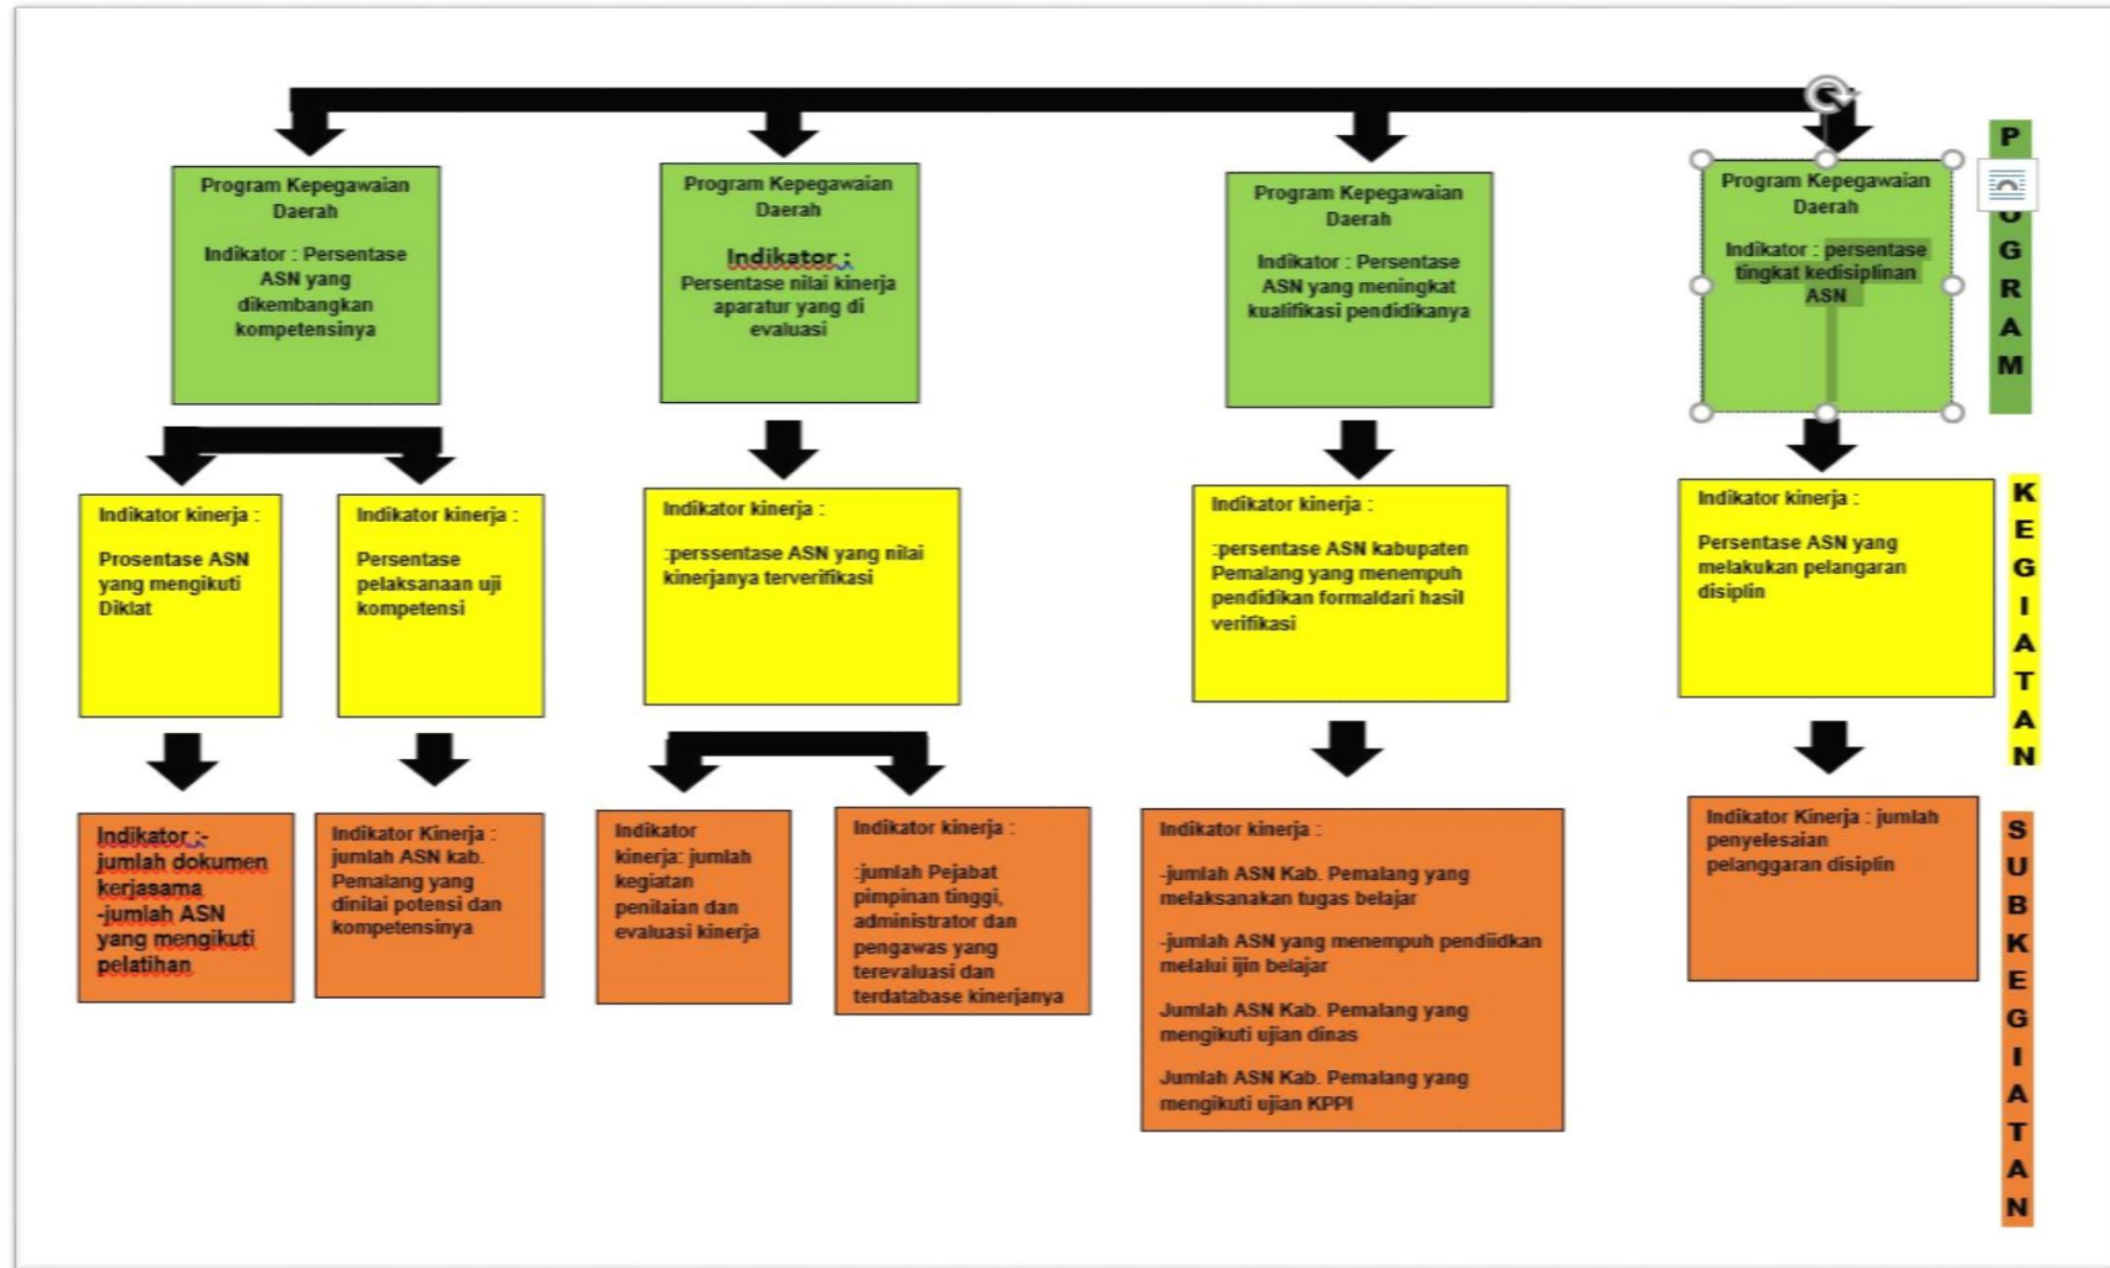 Program Kepegawaian
Daerah
Indikator : Persentase
ASN yang
dikembangkan
kompetensinya
Program Kepegawaian
Daerah
Indikator :
Persentase nilai kinerja
aparatur yang di
evaluasi
Program Kepegawaian
Daerah
Indikator : Persentase
ASN yang meningkat
kualifikasi pendidikanya
Program Kepegawaian
Daerah
Indikator : persentase
tingkat kedisiplinan
ASN
P
O
G
R
A
M
Indikator kinerja :
Prosentase ASN
yang mengikuti
Diklat
Indikator kinerja :
Persentase
pelaksanaan uji
kompetensi
Indikator kinerja :
:perssentase ASN yang nilai
kinerjanya terverifikasi
Indikator kinerja :
:persentase ASN kabupaten
Pemalang yang menempuh
pendidikan formaldari hasil
verifikasi
Indikator kinerja :
Persentase ASN yang
melakukan pelangaran
disiplin
K
E
G
I
A
T
A
N
Indikator :-
jumlah dokumen
kerjasama
-jumlah ASN
yang mengikuti
pelatihan
Indikator Kinerja :
jumlah ASN kab.
Pemalang yang
dinilai potensi dan
kompetensinya
Indikator
kinerja: jumlah
kegiatan
penilaian dan
evaluasi kinerja
Indikator kinerja :
:jumlah Pejabat
pimpinan tinggi,
administrator dan
pengawas yang
terevaluasi dan
terdatabase kinerjanya
Indikator kinerja :
-jumlah ASN Kab. Pemalang yang
melaksanakan tugas belajar
-jumlah ASN yang menempuh pendiidkan
melalui ijin belajar
Jumlah ASN Kab. Pemalang yang
mengikuti ujian dinas
Jumlah ASN Kab. Pemalang yang
mengikuti ujian KPPI
Indikator Kinerja : jumlah
penyelesaian
pelanggaran disiplin
S
U
B
K
E
G
I
A
T
A
N